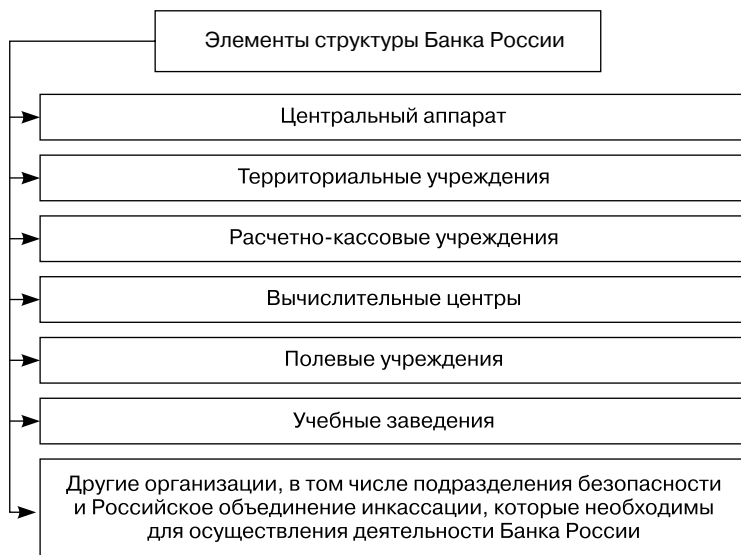 Элементы структуры Банка России
Центральный аппарат
Территориальные учреждения
Расчетно-кассовые учреждения
Вычислительные центры
Полевые учреждения
Учебные заведения
Другие организации, в том числе подразделения безопасности
и Российское объединение инкассации, которые необходимы
для осуществления деятельности Банка России